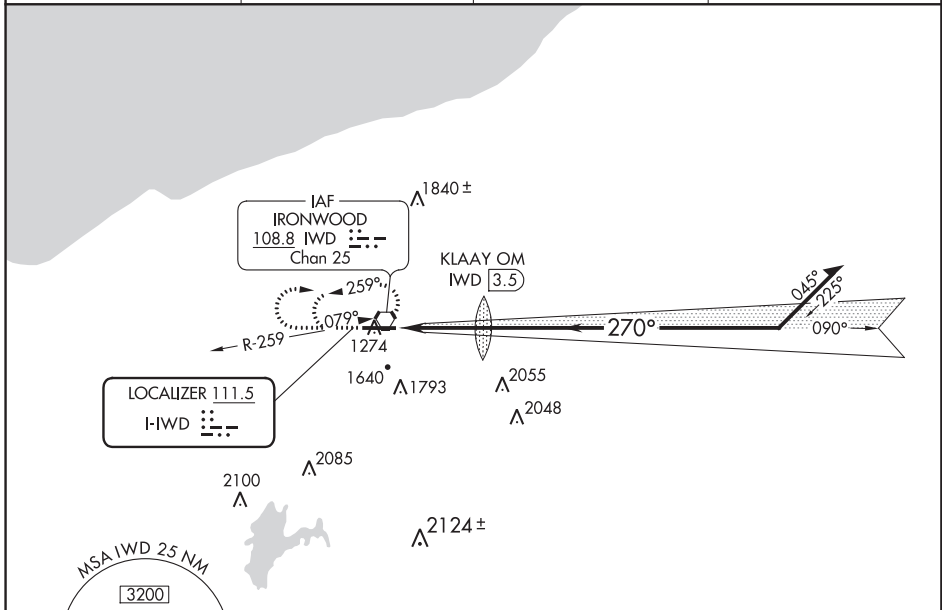 1840 ±
IAF
IRONWOOD
108.8 IWD
Chan 25
KLAAY OM
IWD 3.5
259°
079°
R-259
1274
270°
045°
225°
090°
1640
1793
2055
2048
LOCALIZER 111.5
I-IWD
2085
2100
2124 ±
MSA IWD 25 NM
3200